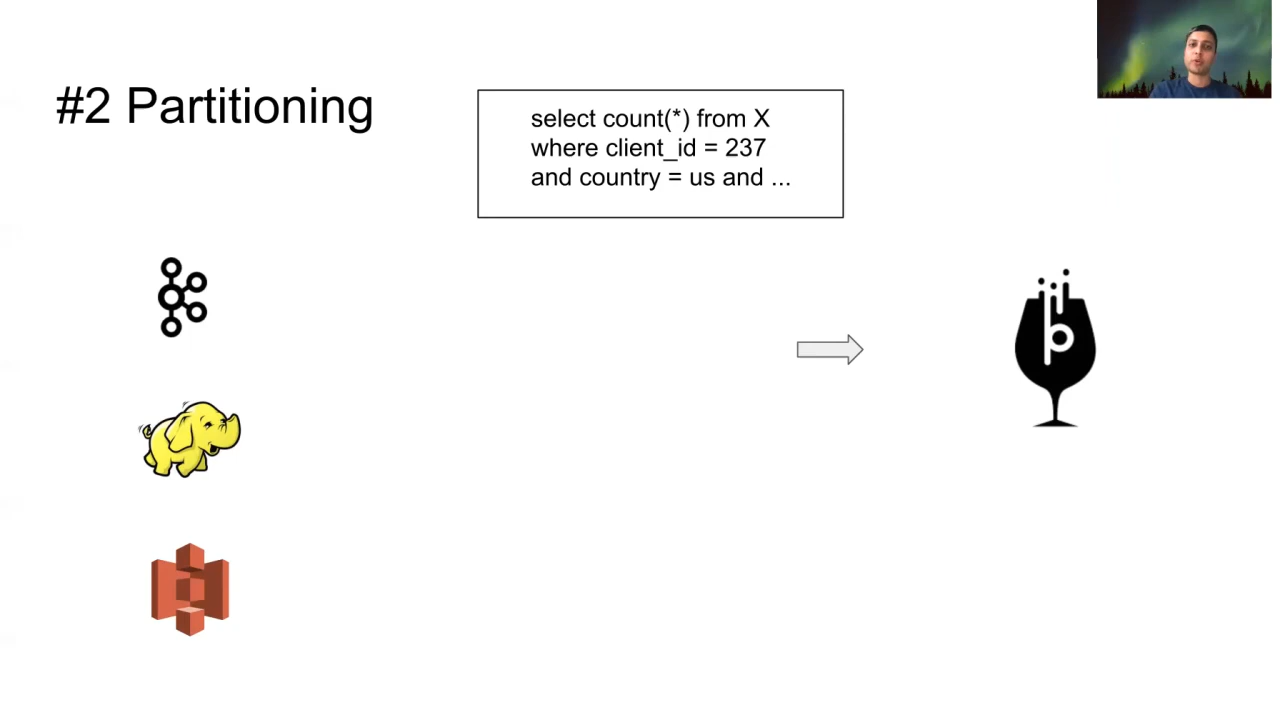 #2 Partitioning
select count(*) from X
where client_id = 237
and country = us and ...